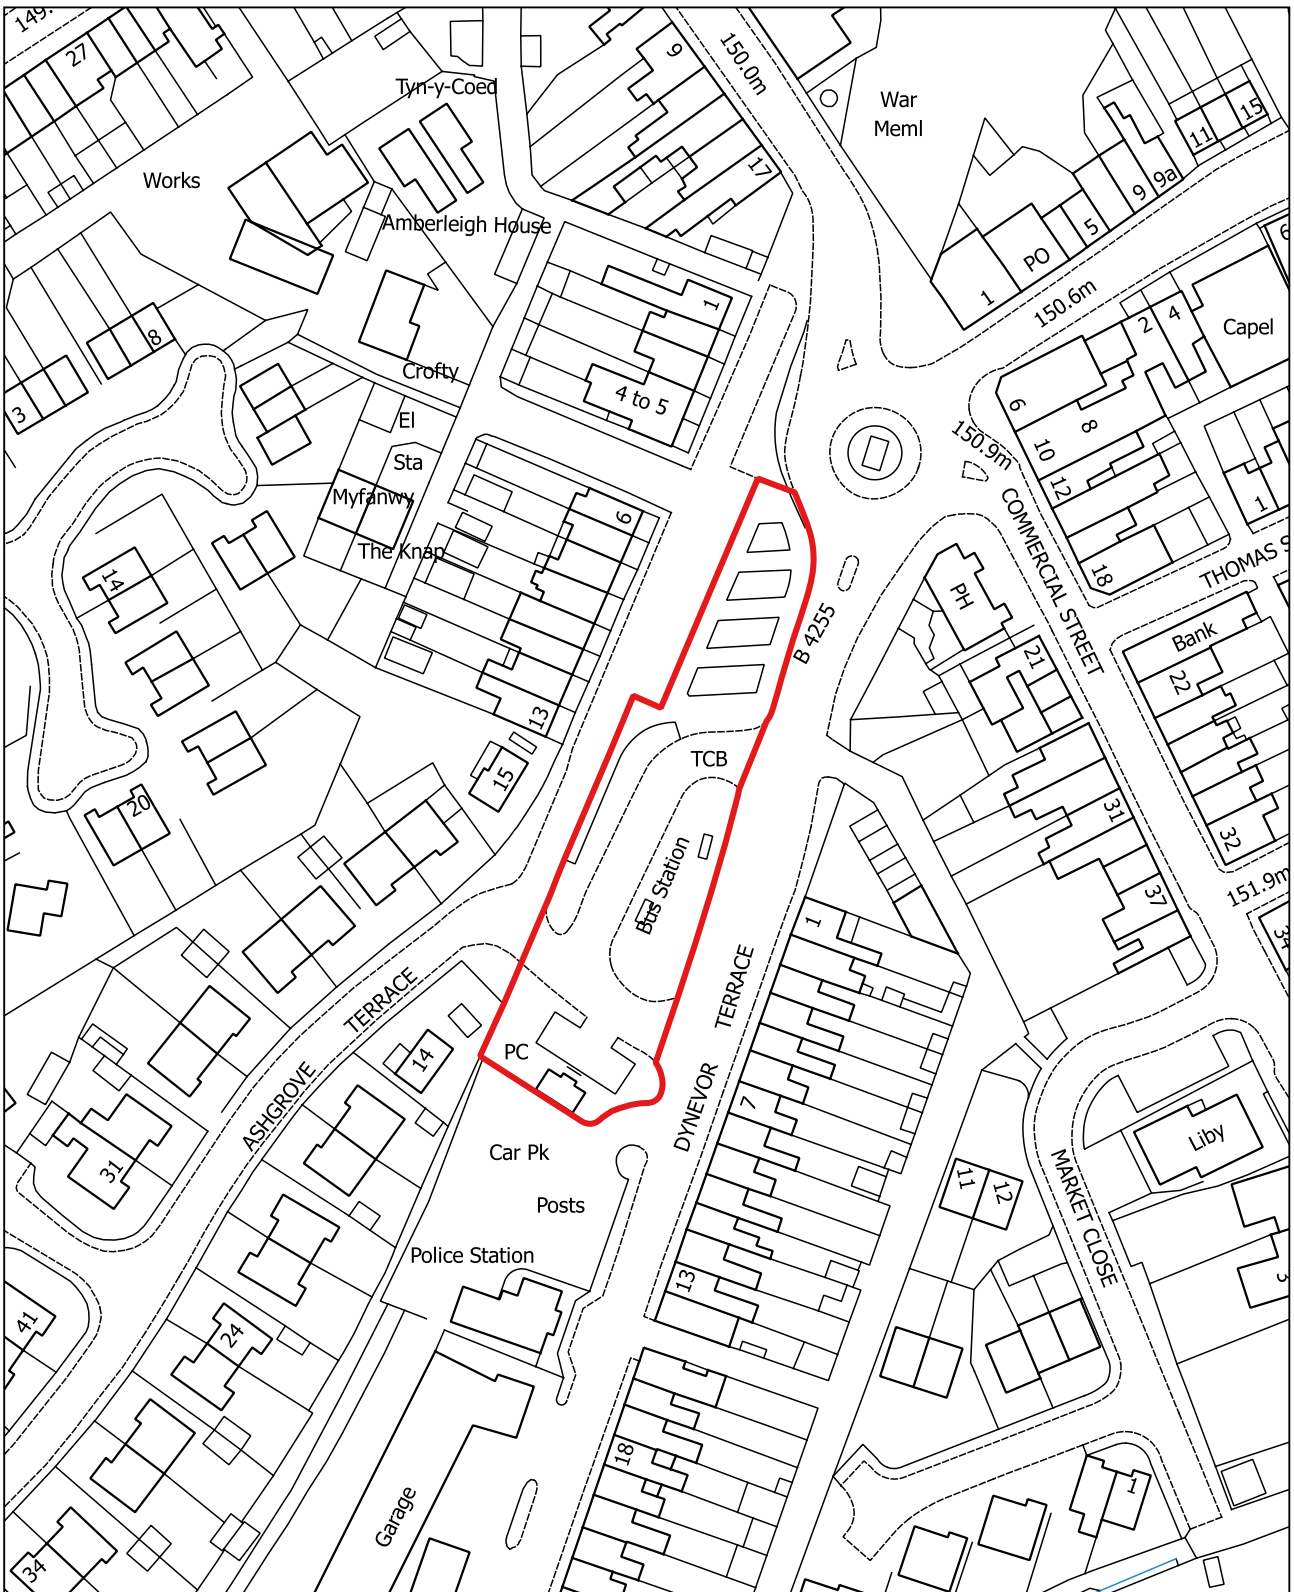 149.
27
9
150.0m
Tyn-y-Coed
War
Meml
15
11
Works
17
9a
9
Amberleigh House
5
PO
1
150.6m
6
1
2
4
Capel
8
3
Crofty
4 to 5
El
Sta
Myfanwy
The Knap
6
6
8
10
12
18
150.9m
1
COMMERCIAL STREET
THOMAS S
14
PH
B 4255
Bank
21
22
13
15
TCB
20
31
32
Bus Station
37
151.9m
34
1
TERRACE
ASHGROVE
TERRACE
DYNEVOR
PC
14
7
31
Car Pk
Liby
Posts
11
12
MARKET CLOSE
Police Station
13
3
41
24
18
Garage
1
34